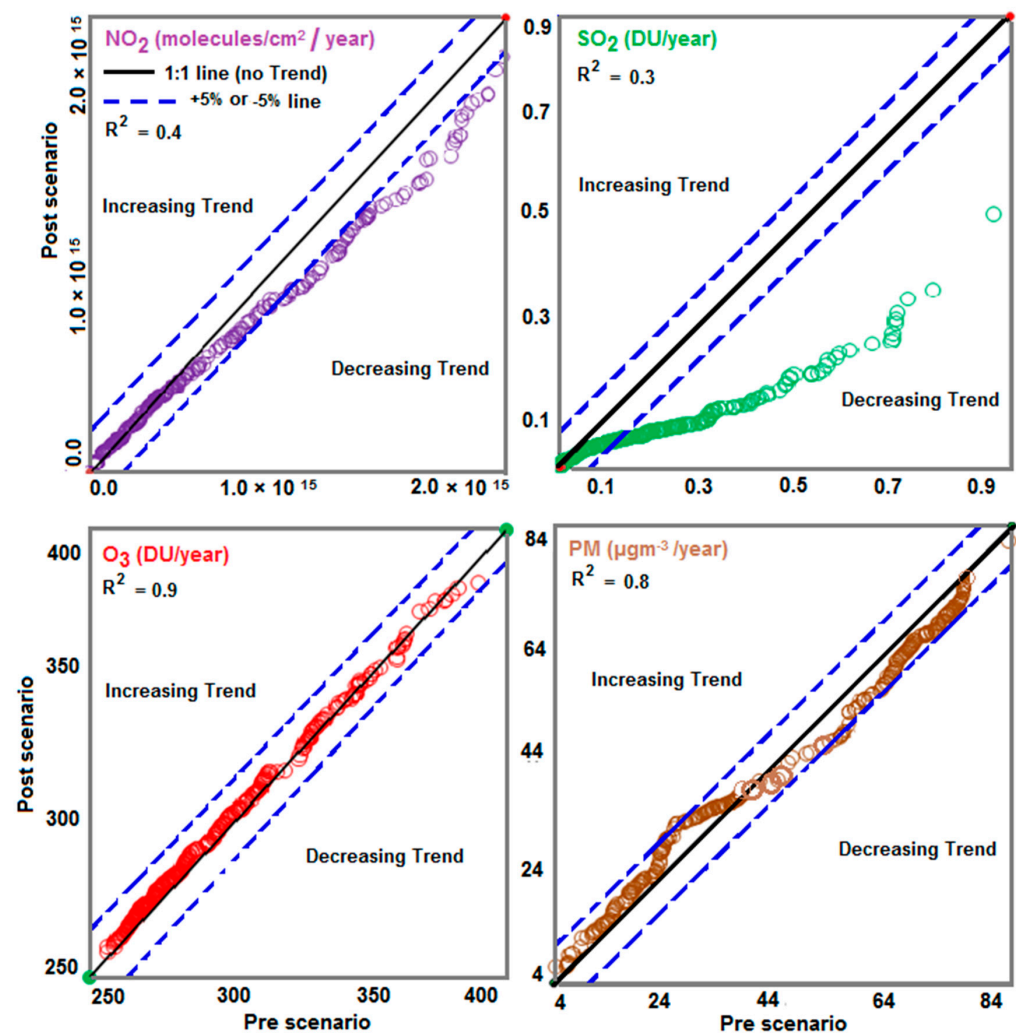 NO2 (molecules/cm² / year)
1:1 line (no Trend)
+5% or -5% line
R² = 0.4
Increasing Trend
Decreasing Trend
Post scenario
2.0 × 10 15
1.0 × 10 15
0.0
0.0
1.0 × 10 15
2.0 × 10 15
SO2 (DU/year)
R² = 0.3
Increasing Trend
Decreasing Trend
0.9
0.7
0.5
0.3
0.1
0.1
0.3
0.5
0.7
0.9
O3 (DU/year)
R² = 0.9
Increasing Trend
Decreasing Trend
Post scenario
400
350
300
250
250
300
350
400
Pre scenario
PM (µgm-3 /year)
R² = 0.8
Increasing Trend
Decreasing Trend
84
64
44
24
4
4
24
44
64
84
Pre scenario